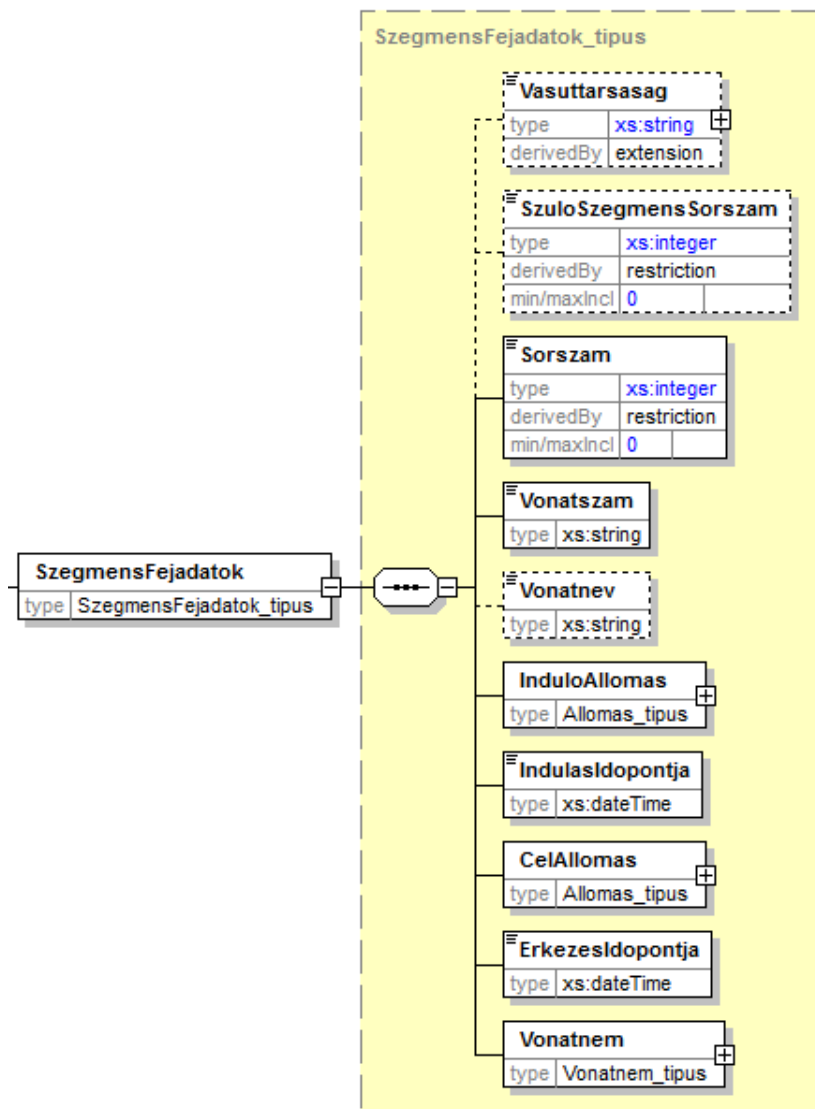 SzegmensFejadatok_tipus
Vasuttarsasag
type xs:string
derivedBy extension
SzuloSzegmensSorszam
type xs:integer
derivedBy restriction
min/maxIncl 0
Sorszam
type xs:integer
derivedBy restriction
min/maxIncl 0
Vonatszam
type xs:string
SzegmensFejadatok
type SzegmensFejadatok_tipus
Vonatnev
type xs:string
InduloAllomas
type Allomas_tipus
IndulasIdopontja
type xs:dateTime
CelAllomas
type Allomas_tipus
ErkezesIdopontja
type xs:dateTime
Vonatnem
type Vonatnem_tipus